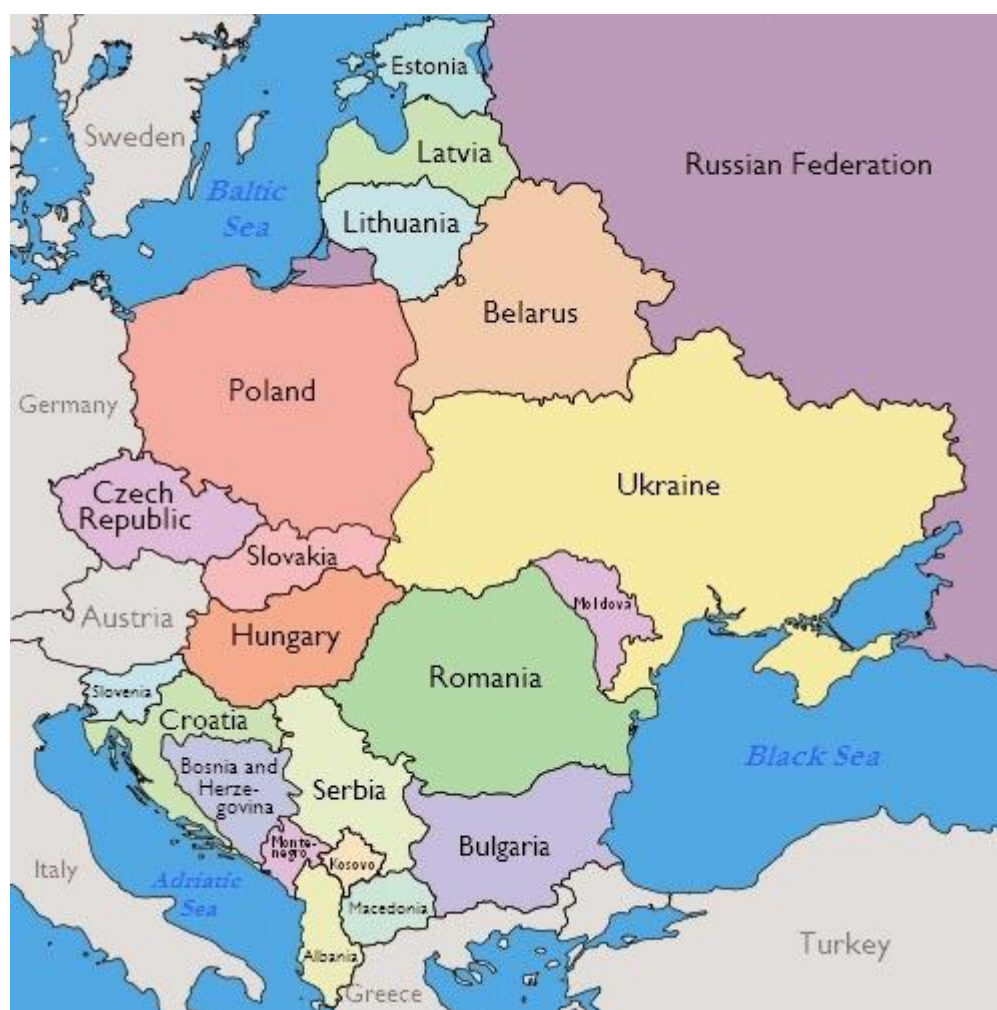 Estonia
Sweden
Latvia
Russian Federation
Baltic
Sea
Lithuania
Belarus
Poland
Germany
Ukraine
Czech
Republic
Slovakia
Moldova
Austria
Hungary
Romania
Slovenia
Croatia
Black Sea
Bosnia and
Herze-
govina
Serbia
Monte-
negro
Bulgaria
Kosovo
Italy
Adriatic
Sea
Macedonia
Turkey
Albania
Greece